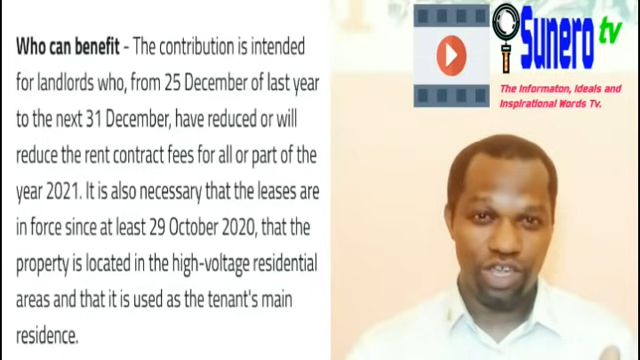 Who can benefit - The contribution is intended
for landlords who, from 25 December of last year
to the next 31 December, have reduced or will
reduce the rent contract fees for all or part of the
year 2021. It is also necessary that the leases are
in force since at least 29 October 2020, that the
property is located in the high-voltage residential
areas and that it is used as the tenant's main
residence.
Sunero tv
The Informaton, Ideals and
Inspirational Words Tv.